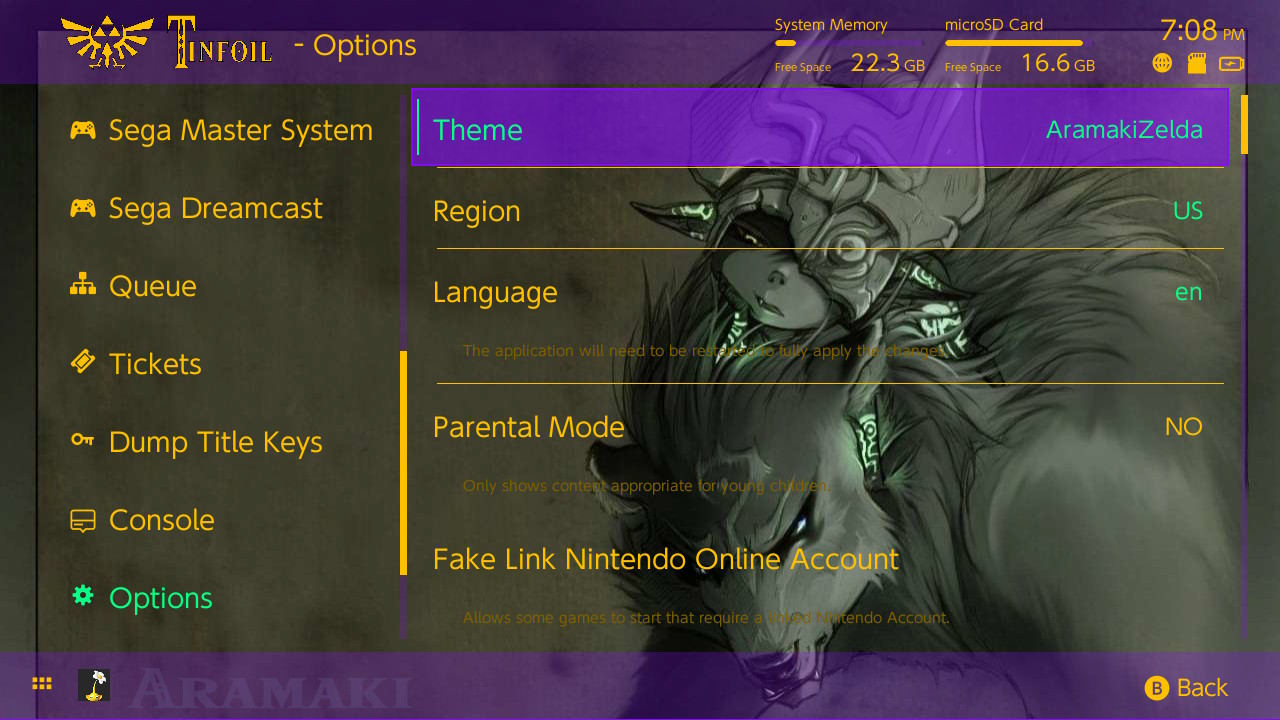 TINFOIL - Options
System Memory
Free Space 22.3 GB
microSD Card
Free Space 16.6 GB
7:08 PM
Sega Master System
Sega Dreamcast
Queue
Tickets
Dump Title Keys
Console
Options
Theme AramakiZelda
Region US
Language en
The application will need to be restarted to fully apply the changes.
Parental Mode NO
Only shows content appropriate for young children.
Fake Link Nintendo Online Account
Allows some games to start that require a linked Nintendo Account.
ARAMAKI
B Back